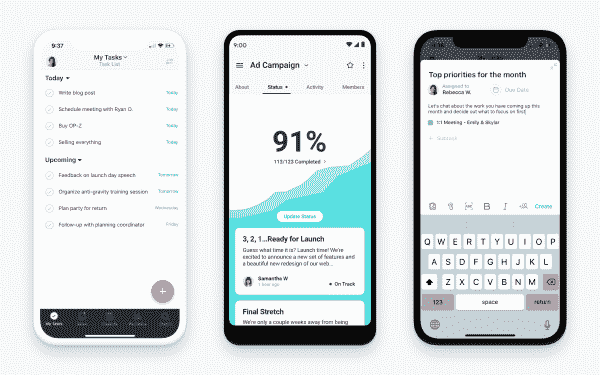 9:37
My Tasks
Task List
Today
Write blog post
Today
Schedule meeting with Ryan D.
Today
Buy OP-Z
Today
Selling everything
Today
Upcoming
Feedback on launch day speech
Tomorrow
Organize anti-gravity training session
Tomorrow
Plan party for return
Wednesday
Follow-up with planning coordinator
Friday
My Tasks
9:00
Ad Campaign
About
Status
Activity
Members
91%
113/123 Completed
Update Status
3, 2, 1...Ready for Launch
Guess what time it is? Launch time! We're
excited to announce a new set of features and
a beautiful new redesign of our web...
Samantha W
1 hour ago
On Track
Final Stretch
We're only a couple weeks away from being
Top priorities for the month
Assigned to
Rebecca W.
Due Date
Let's chat about the work you have coming up this
month and decide out what to focus on first
1:1 Meeting - Emily & Skylar
Subtask
Create
Q W E R T Y U I O P
A S D F G H J K L
Z X C V B N M
123
space
return